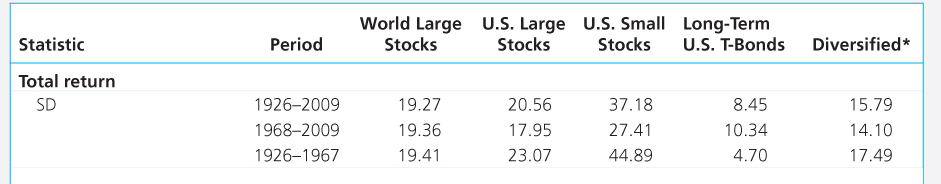 World Large U.S. Large U.S. Small Long-Term
Statistic Period Stocks Stocks Stocks U.S. T-Bonds Diversified*
Total return
SD 1926–2009 19.27 20.56 37.18 8.45 15.79
1968–2009 19.36 17.95 27.41 10.34 14.10
1926–1967 19.41 23.07 44.89 4.70 17.49